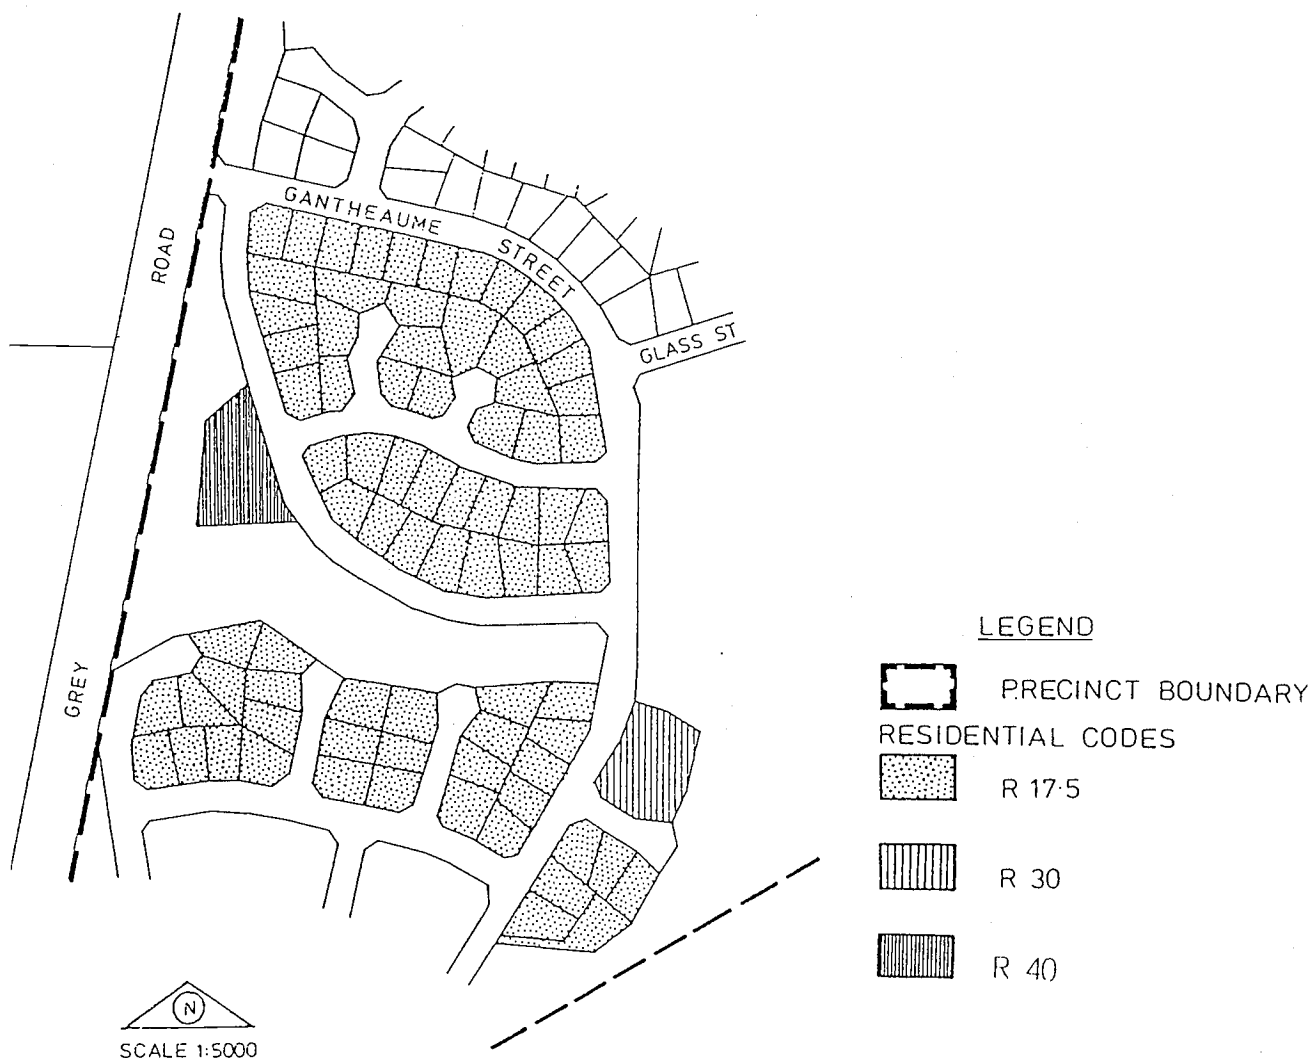 GANTHEAUME
STREET
ROAD
GLASS ST
GREY
LEGEND
PRECINCT BOUNDARY
RESIDENTIAL CODES
R 17·5
R 30
R 40
N
SCALE 1:5000